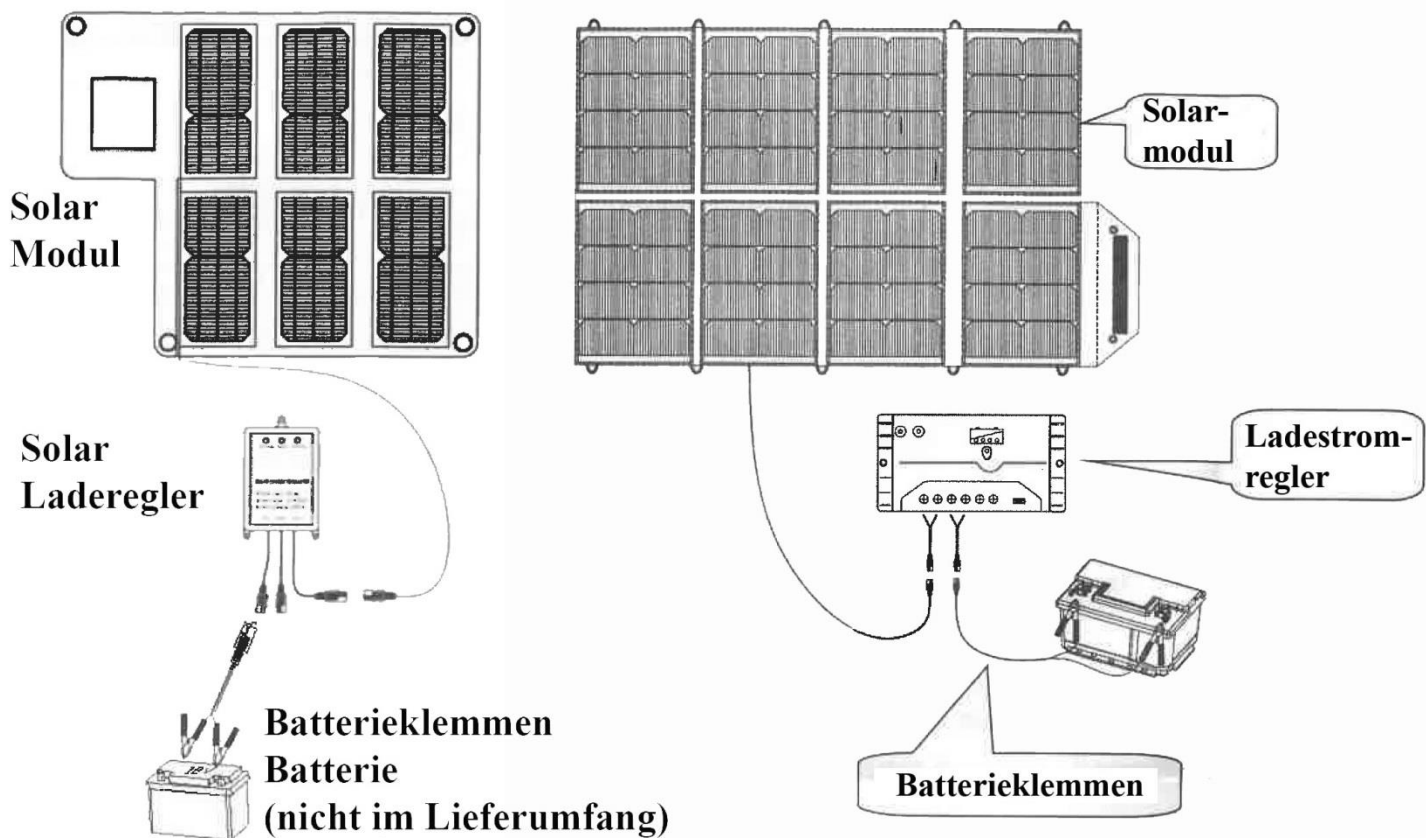 Solar
Modul
Solar
Laderegler
Batterieklemmen
Batterie
(nicht im Lieferumfang)
Solar-
modul
Ladestrom-
regler
Batterieklemmen